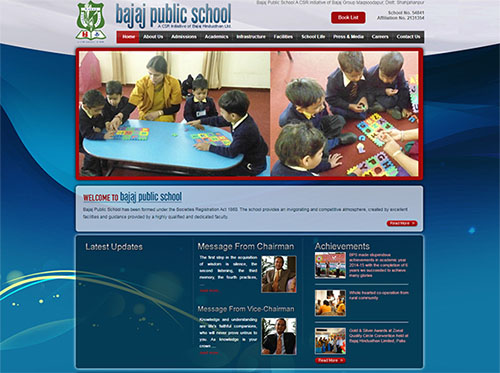 Bajaj Public School A CSR Initiative of Bajaj Group Maqsoodapur, Distt. Shahjahanpur
bajaj public school
A CSR Initiative of Bajaj Hindusthan Ltd.
Book List
School No. 54041
Affiliation No. 2131354
Home About Us Admissions Academics Infrastructure Facilities School Life Press & Media Careers Contact Us
WELCOME TO bajaj public school
Bajaj Public School has been formed under the Societies Registration Act 1860. The school provides an invigorating and competitive atmosphere, created by excellent
facilities and guidance provided by a highly qualified and dedicated faculty.
Read More
Latest Updates
Message From Chairman
The first step in the acquisition
of wisdom is silence, the
second listening, the third
memory, the fourth practices,
...
read more
Message From Vice-Chairman
Knowledge and understanding
are life's faithful companions,
who will never prove untrue to
you. As knowledge is your
crown ...
read more
Achievements
BPS made stupendous
achievements in academic year
2014-15 with the completion of 6
years we succeeded to achieve
many glories
Whole hearted co-operation from
rural community
Gold & Silver Awards at Zonal
Quality Circle Convention held at
Bajaj Hindusthan Limited, Palia
Read More